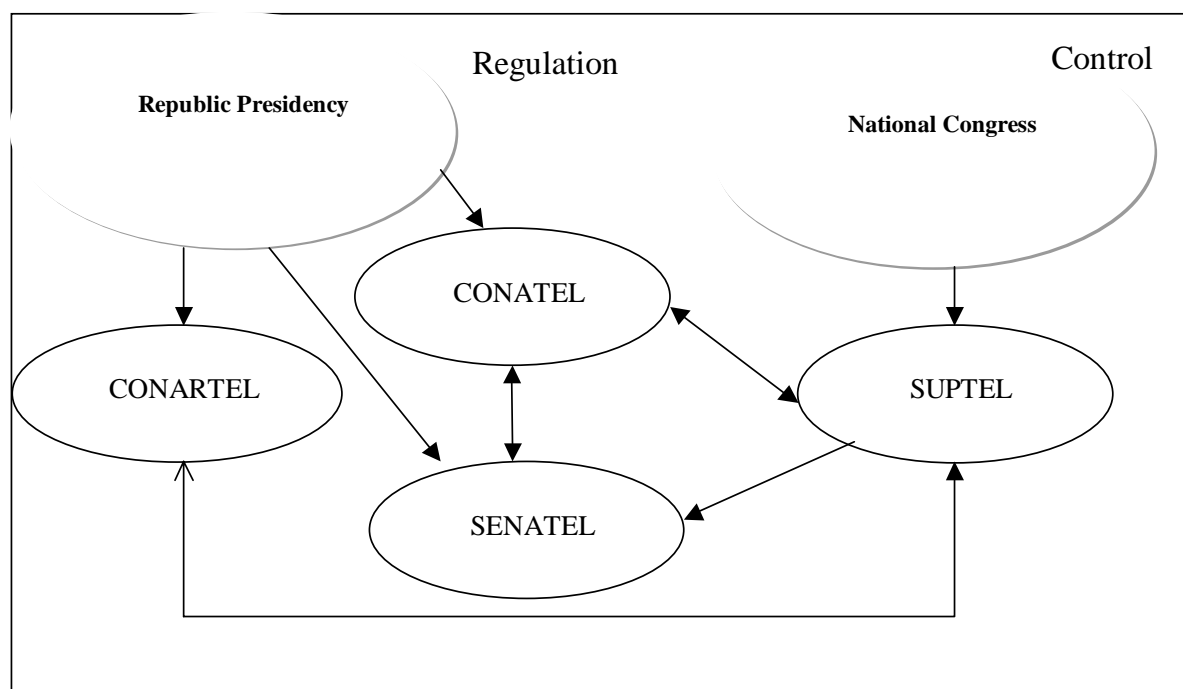 Regulation
Control
Republic Presidency
National Congress
CONATEL
CONARTEL
SUPTEL
SENATEL